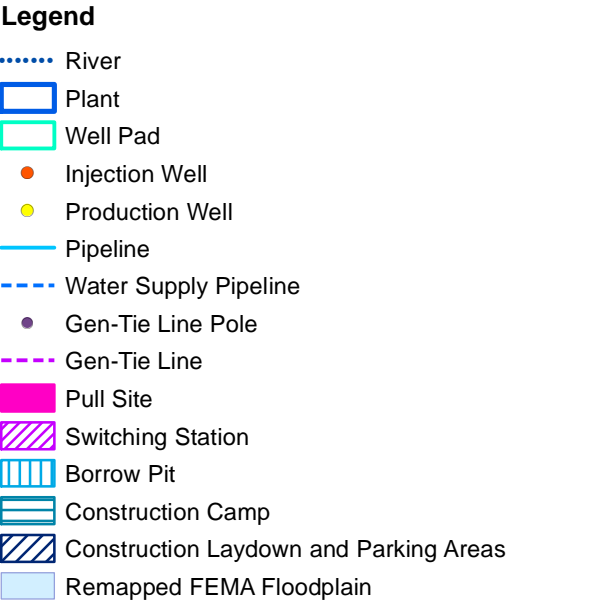 Legend
River
Plant
Well Pad
Injection Well
Production Well
Pipeline
Water Supply Pipeline
Gen-Tie Line Pole
Gen-Tie Line
Pull Site
Switching Station
Borrow Pit
Construction Camp
Construction Laydown and Parking Areas
Remapped FEMA Floodplain